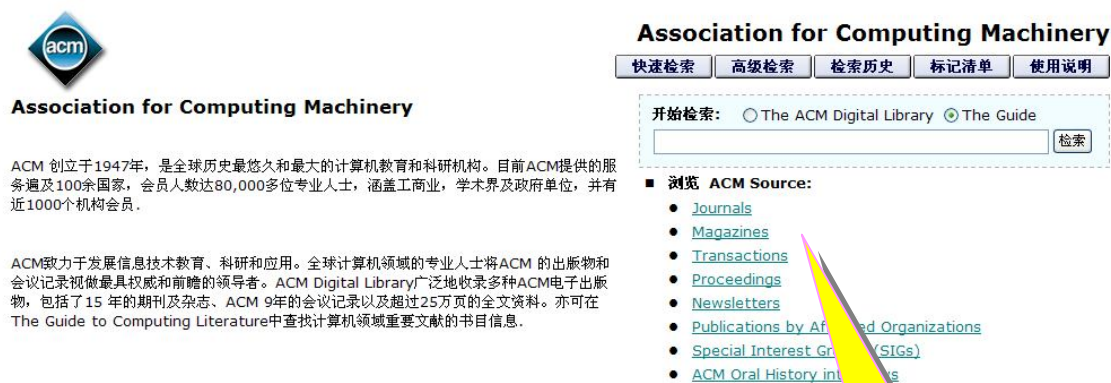 acm
Association for Computing Machinery
ACM 创立于1947年，是全球历史最悠久和最大的计算机教育和科研机构。目前ACM提供的服
务遍及100余国家，会员人数达80,000多位专业人士，涵盖工商业，学术界及政府单位，并有
近1000个机构会员.
ACM致力于发展信息技术教育、科研和应用。全球计算机领域的专业人士将ACM 的出版物和
会议记录视做最具权威和前瞻的领导者。ACM Digital Library广泛地收录多种ACM电子出版
物，包括了15 年的期刊及杂志、ACM 9年的会议记录以及超过25万页的全文资料。亦可在
The Guide to Computing Literature中查找计算机领域重要文献的书目信息.
Association for Computing Machinery
快速检索 高级检索 检索历史 标记清单 使用说明
开始检索: The ACM Digital Library The Guide
检索
■ 浏览 ACM Source:
● Journals
● Magazines
● Transactions
● Proceedings
● Newsletters
● Publications by Organizations
● Special Interest (SIGs)
● ACM Oral History